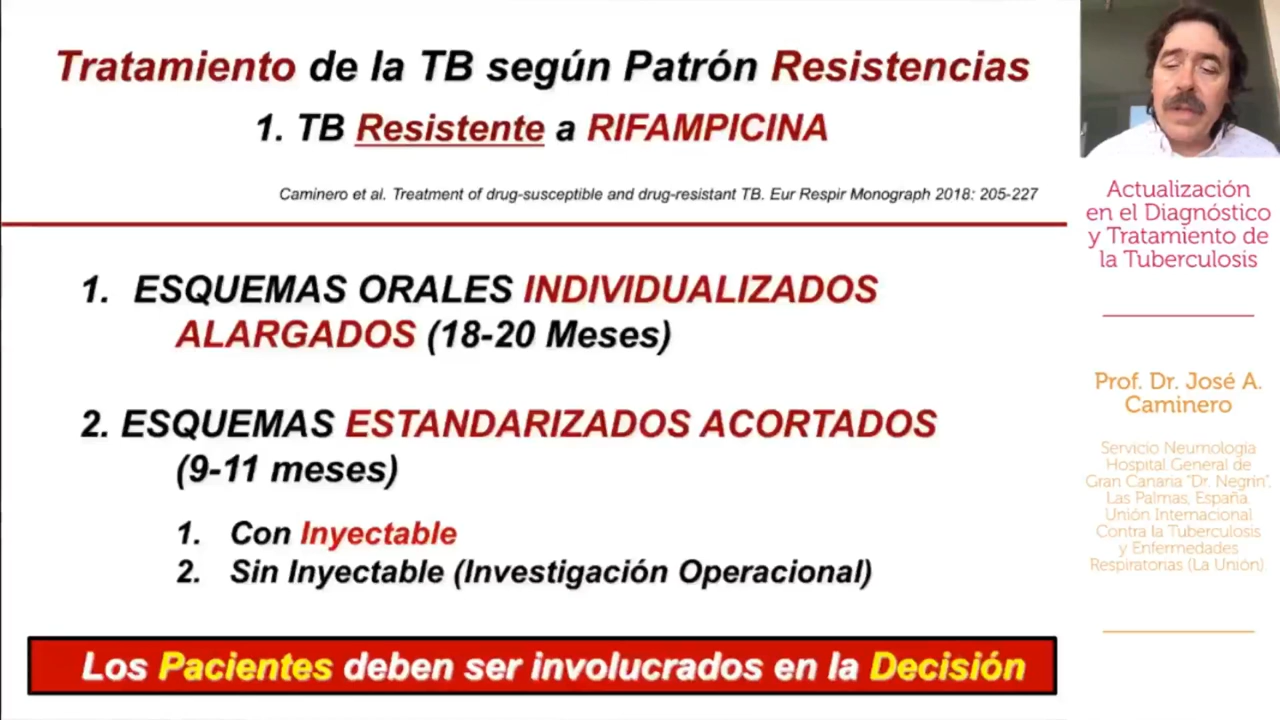 Tratamiento de la TB según Patrón Resistencias
1. TB Resistente a RIFAMPICINA
Caminero et al. Treatment of drug-susceptible and drug-resistant TB. Eur Respir Monograph 2018: 205-227
1. ESQUEMAS ORALES INDIVIDUALIZADOS
ALARGADOS (18-20 Meses)
2. ESQUEMAS ESTANDARIZADOS ACORTADOS
(9-11 meses)
1. Con Inyectable
2. Sin Inyectable (Investigación Operacional)
Los Pacientes deben ser involucrados en la Decisión
Actualización
en el Diagnóstico
y Tratamiento de
la Tuberculosis
Prof. Dr. José A.
Caminero
Servicio Neumología
Hospital General de
Gran Canaria "Dr. Negrin".
Las Palmas, España.
Unión Internacional
Contra la Tuberculosis
y Enfermedades
Respiratorias (La Unión)